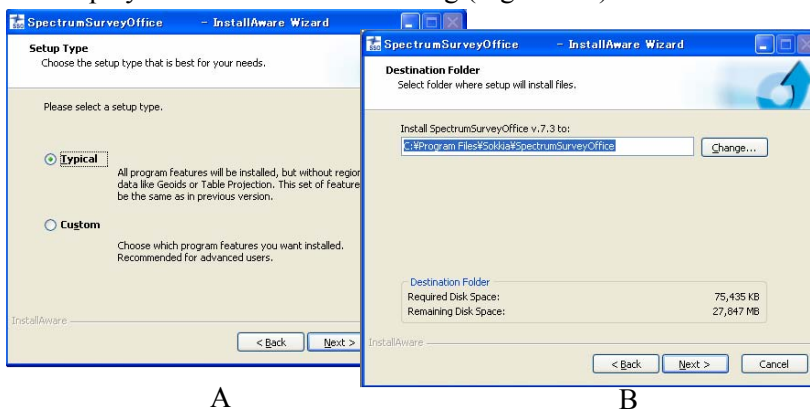 SpectrumSurveyOffice – InstallAware Wizard
Setup Type
Choose the setup type that is best for your needs.
Please select a setup type.
Typical
All program features will be installed, but without region
data like Geoids or Table Projection. This set of feature
be the same as in previous version.
Custom
Choose which program features you want installed.
Recommended for advanced users.
InstallAware
< Back Next >
A
SpectrumSurveyOffice – InstallAware Wizard
Destination Folder
Select folder where setup will install files.
Install SpectrumSurveyOffice v.7.3 to:
C:¥Program Files¥Sokkia¥SpectrumSurveyOffice
Change...
Destination Folder
Required Disk Space: 75,435 KB
Remaining Disk Space: 27,847 MB
InstallAware
< Back Next > Cancel
B